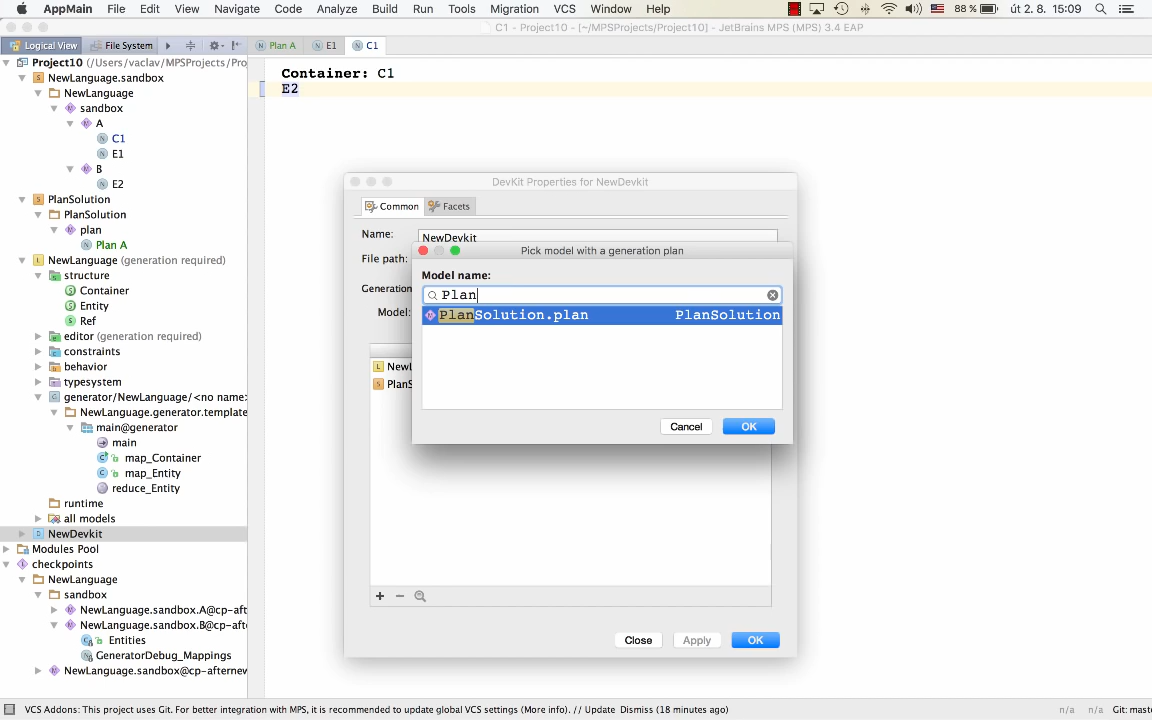 AppMain File Edit View Navigate Code Analyze Build Run Tools Migration VCS Window Help 88 % út 2. 8. 15:09
C1 - Project10 - [~/MPSProjects/Project10] - JetBrains MPS (MPS) 3.4 EAP
Logical View File System Plan A E1 C1
Project10 (/Users/vaclav/MPSProjects/Pro
NewLanguage.sandbox
NewLanguage
sandbox
A
C1
E1
B
E2
PlanSolution
PlanSolution
plan
Plan A
NewLanguage (generation required)
structure
Container
Entity
Ref
editor (generation required)
constraints
behavior
typesystem
generator/NewLanguage/<no name>
NewLanguage.generator.template
main@generator
main
map_Container
map_Entity
reduce_Entity
runtime
all models
NewDevkit
Modules Pool
checkpoints
NewLanguage
sandbox
NewLanguage.sandbox.A@cp-aft
NewLanguage.sandbox.B@cp-afte
Entities
GeneratorDebug_Mappings
NewLanguage.sandbox@cp-afternew
Container: C1
E2
DevKit Properties for NewDevkit
Common Facets
Name: NewDevkit
File path:
Generation
Model:
NewL
PlanS
Pick model with a generation plan
Model name:
Plan
PlanSolution.plan PlanSolution
Cancel OK
Close Apply OK
VCS Addons: This project uses Git. For better integration with MPS, it is recommended to update global VCS settings (More info). // Update Dismiss (18 minutes ago) n/a n/a Git: maste